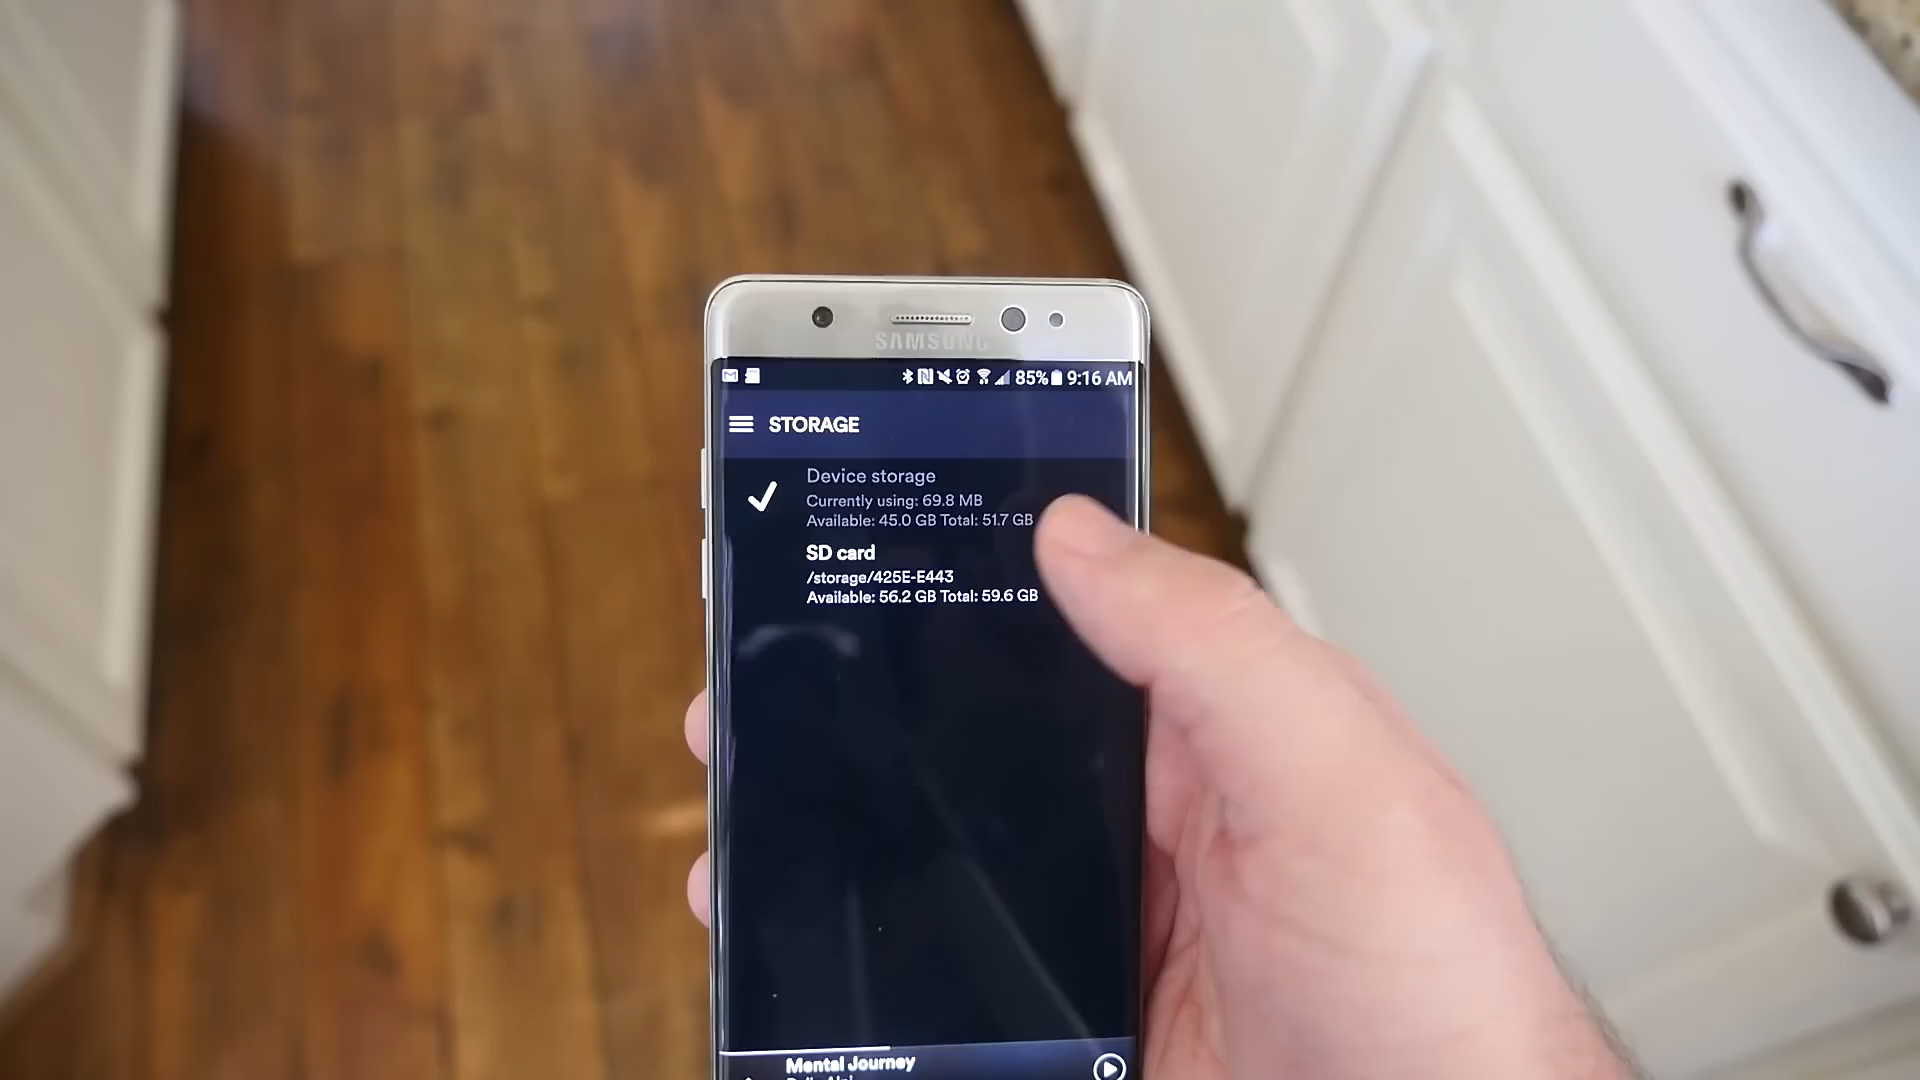 SAMSUNG
85% 9:16 AM
STORAGE
Device storage
Currently using: 69.8 MB
Available: 45.0 GB Total: 51.7 GB
SD card
/storage/425E-E443
Available: 56.2 GB Total: 59.6 GB
Mental Journey